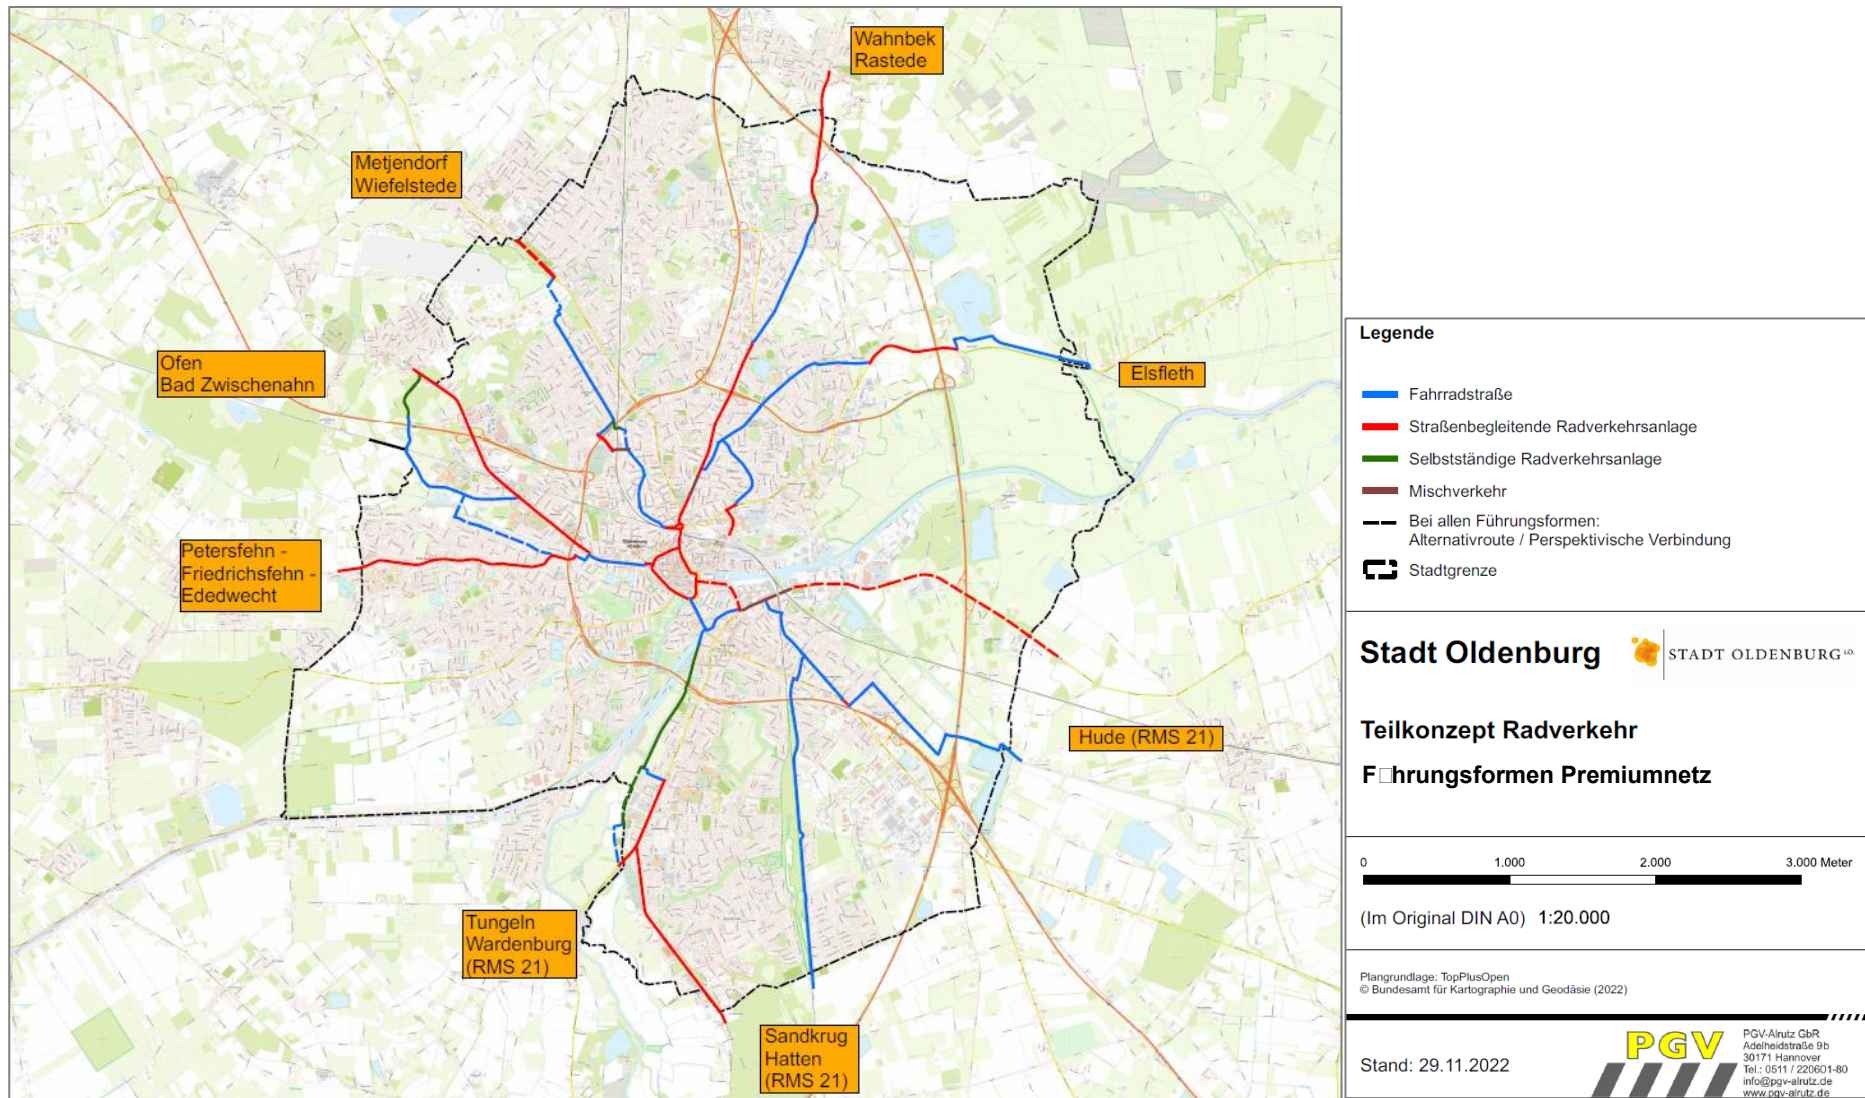 Wahnbek
Rastede
Metjendorf
Wiefelstede
Ofen
Bad Zwischenahn
Elsfleth
Petersfehn -
Friedrichsfehn -
Ededwecht
Hude (RMS 21)
Tungeln
Wardenburg
(RMS 21)
Sandkrug
Hatten
(RMS 21)
Legende
Fahrradstraße
Straßenbegleitende Radverkehrsanlage
Selbstständige Radverkehrsanlage
Mischverkehr
Bei allen Führungsformen:
Alternativroute / Perspektivische Verbindung
Stadtgrenze
Stadt Oldenburg
STADT OLDENBURG i.O.
Teilkonzept Radverkehr
F□hrungsformen Premiumnetz
0 1.000 2.000 3.000 Meter
(Im Original DIN A0) 1:20.000
Plangrundlage: TopPlusOpen
© Bundesamt für Kartographie und Geodäsie (2022)
Stand: 29.11.2022
PGV
PGV-Alrutz GbR
Adelheidstraße 9b
30171 Hannover
Tel.: 0511 / 220601-80
info@pgv-alrutz.de
www.pgv-alrutz.de